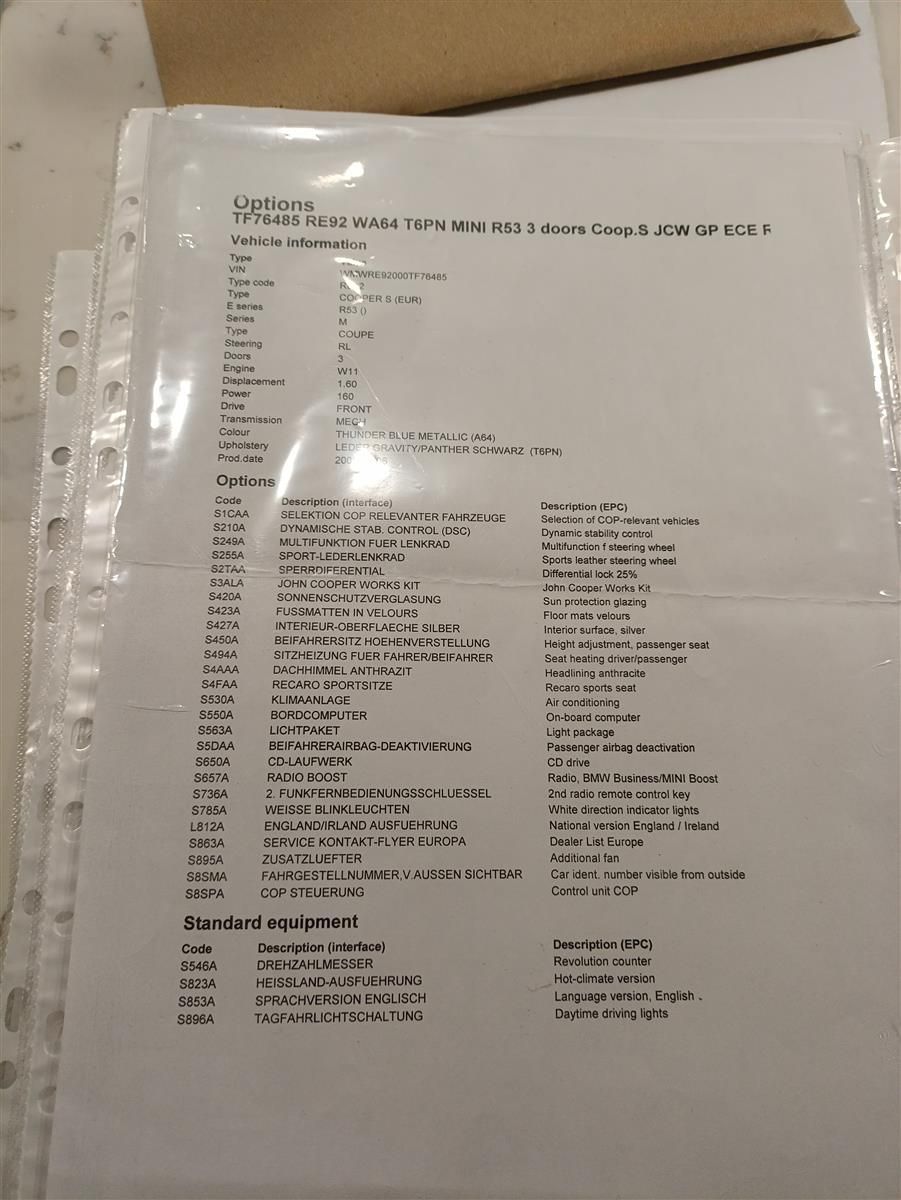 Options
TF76485 RE92 WA64 T6PN MINI R53 3 doors Coop.S JCW GP ECE R
Vehicle information
Type
VIN WMWRE92000TF76485
Type code
Type COOPER S (EUR)
E series R53 ()
Series M
Type COUPE
Steering RL
Doors 3
Engine W11
Displacement 1.60
Power 160
Drive FRONT
Transmission MECH
Colour THUNDER BLUE METALLIC (A64)
Upholstery LEDER GRAVITY/PANTHER SCHWARZ (T6PN)
Prod.date
Options
Code Description (interface) Description (EPC)
S1CAA SELEKTION COP RELEVANTER FAHRZEUGE Selection of COP-relevant vehicles
S210A DYNAMISCHE STAB. CONTROL (DSC) Dynamic stability control
S249A MULTIFUNKTION FUER LENKRAD Multifunction f steering wheel
S255A SPORT-LEDERLENKRAD Sports leather steering wheel
S2TAA SPERRDIFERENTIAL Differential lock 25%
S3ALA JOHN COOPER WORKS KIT John Cooper Works Kit
S420A SONNENSCHUTZVERGLASUNG Sun protection glazing
S423A FUSSMATTEN IN VELOURS Floor mats velours
S427A INTERIEUR-OBERFLAECHE SILBER Interior surface, silver
S450A BEIFAHRERSITZ HOEHENVERSTELLUNG Height adjustment, passenger seat
S494A SITZHEIZUNG FUER FAHRER/BEIFAHRER Seat heating driver/passenger
S4AAA DACHHIMMEL ANTHRAZIT Headlining anthracite
S4FAA RECARO SPORTSITZE Recaro sports seat
S530A KLIMAANLAGE Air conditioning
S550A BORDCOMPUTER On-board computer
S563A LICHTPAKET Light package
S5DAA BEIFAHRERAIRBAG-DEAKTIVIERUNG Passenger airbag deactivation
S650A CD-LAUFWERK CD drive
S657A RADIO BOOST Radio, BMW Business/MINI Boost
S736A 2. FUNKFERNBEDIENUNGSSCHLUESSEL 2nd radio remote control key
S785A WEISSE BLINKLEUCHTEN White direction indicator lights
L812A ENGLAND/IRLAND AUSFUEHRUNG National version England / Ireland
S863A SERVICE KONTAKT-FLYER EUROPA Dealer List Europe
S895A ZUSATZLUEFTER Additional fan
S8SMA FAHRGESTELLNUMMER,V.AUSSEN SICHTBAR Car ident. number visible from outside
S8SPA COP STEUERUNG Control unit COP
Standard equipment
Code Description (interface) Description (EPC)
S546A DREHZAHLMESSER Revolution counter
S823A HEISSLAND-AUSFUEHRUNG Hot-climate version
S853A SPRACHVERSION ENGLISCH Language version, English
S896A TAGFAHRLICHTSCHALTUNG Daytime driving lights